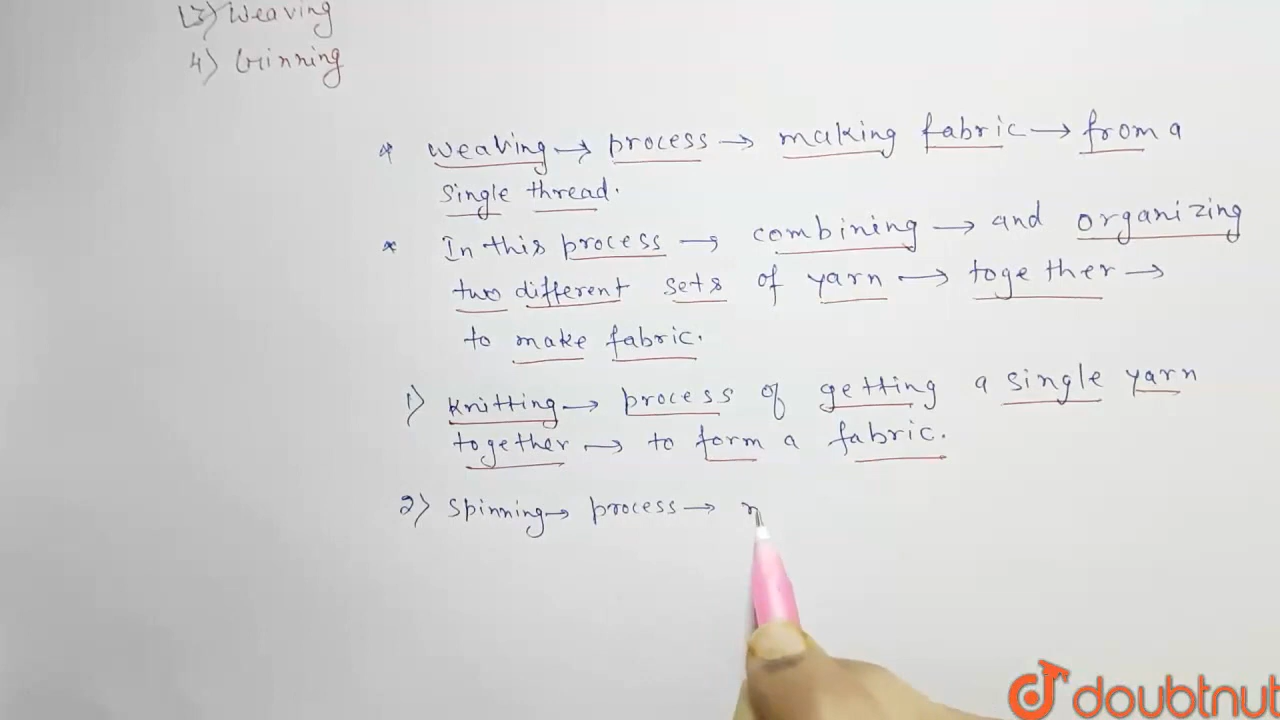 (3) Weaving
4) Ginning
* Weaving → process → making fabric → from a
single thread.
* In this process → combining → and organizing
two different sets of yarn → together →
to make fabric.
1) Knitting → process of getting a single yarn
together → to form a fabric.
2) Spinning → process →
doubtnut